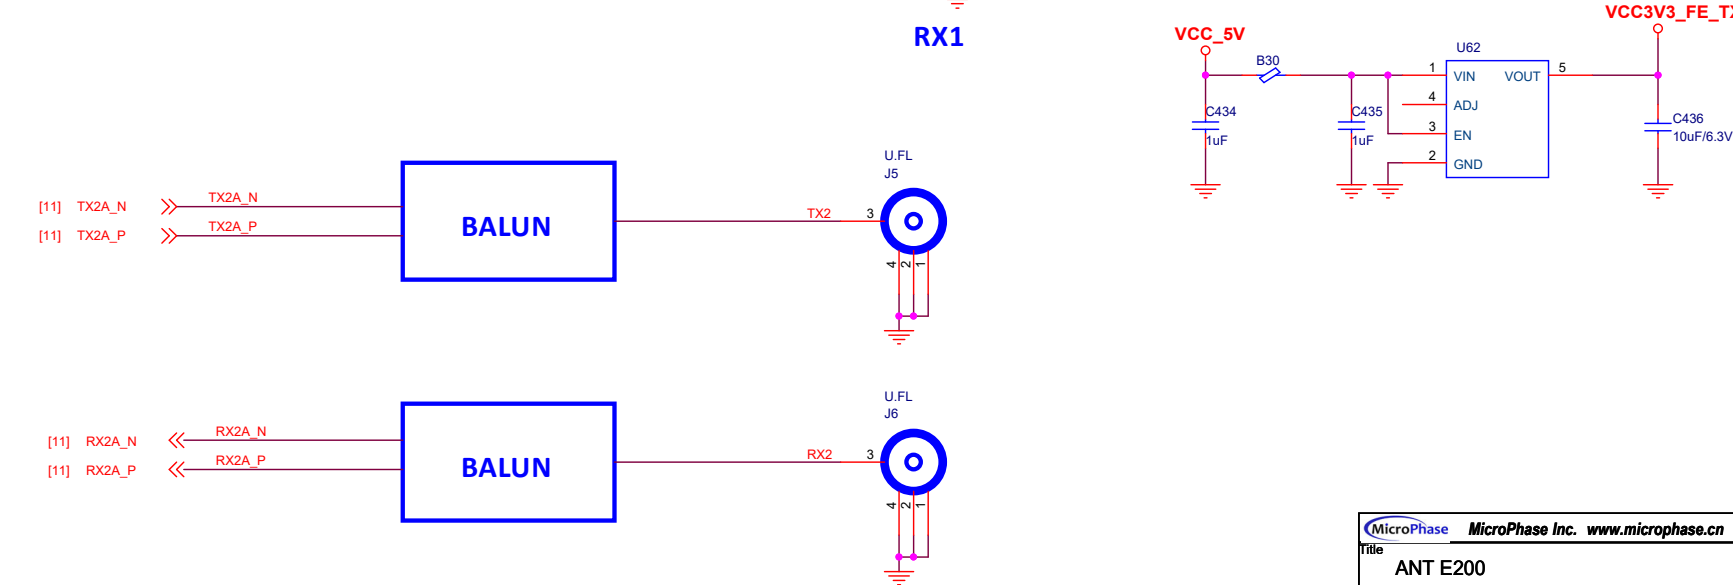 RX1
VCC_5V
B30
C434
1uF
C435
1uF
U62
1 VIN
4 ADJ
3 EN
2 GND
VOUT 5
VCC3V3_FE_TX
C436
10uF/6.3V
U.FL
J5
[11] TX2A_N
TX2A_N
[11] TX2A_P
TX2A_P
BALUN
TX2 3
4 2 1
U.FL
J6
[11] RX2A_N
RX2A_N
[11] RX2A_P
RX2A_P
BALUN
RX2 3
4 2 1
MicroPhase MicroPhase Inc. www.microphase.cn
Title
ANT E200